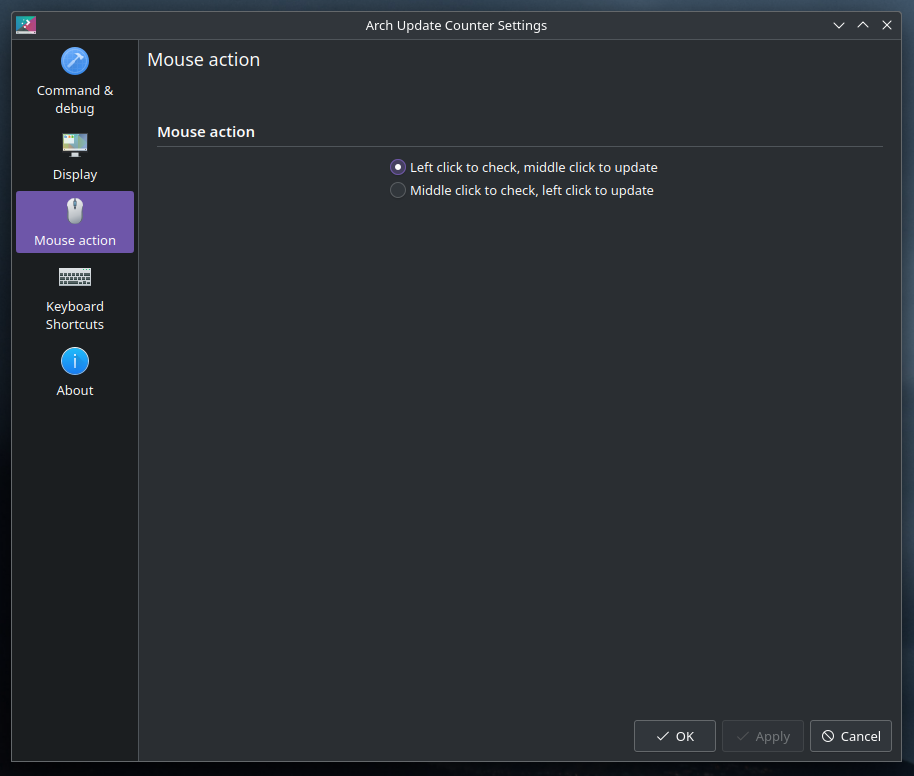 Arch Update Counter Settings
Command &
debug
Display
Mouse action
Keyboard
Shortcuts
About
Mouse action
Mouse action
Left click to check, middle click to update
Middle click to check, left click to update
OK
Apply
Cancel